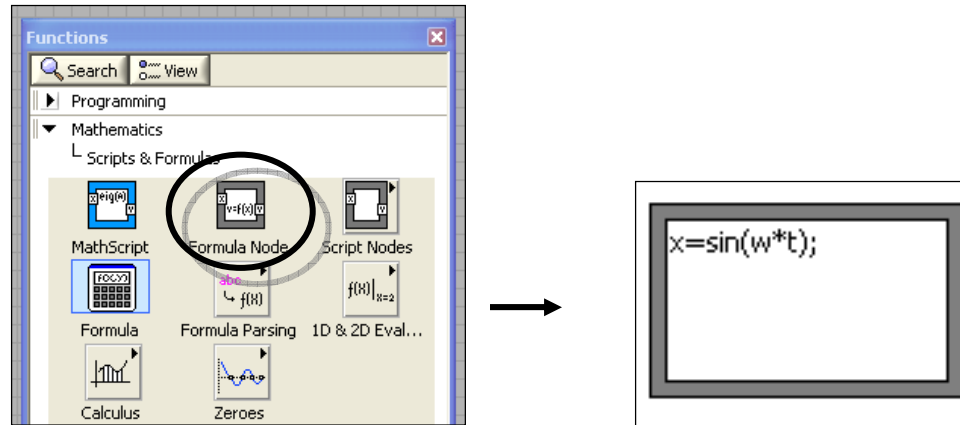 Functions
Search View
Programming
Mathematics
Scripts & Formulas
eig(A)
y=f(x)
MathScript Formula Node Script Nodes
abc
f(x)
f(x)|x=2
Formula Formula Parsing 1D & 2D Eval...
Calculus Zeroes
x=sin(w*t);